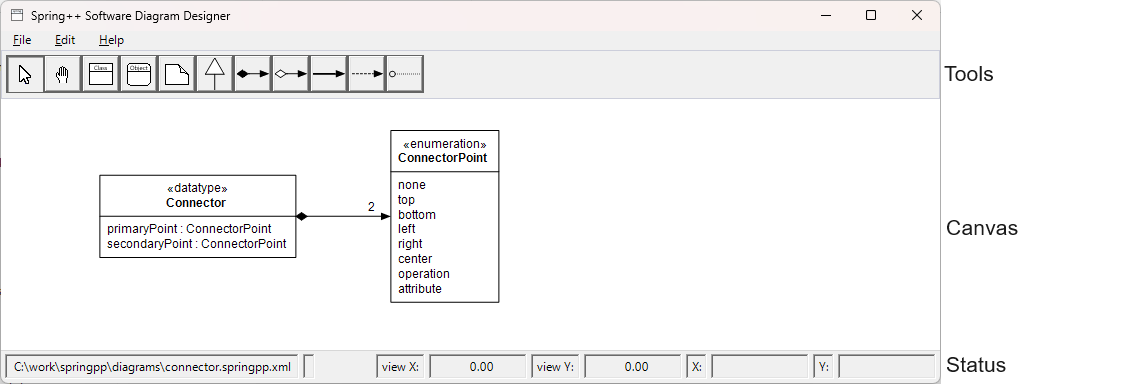 Spring++ Software Diagram Designer
File Edit Help
Class Object
Tools
«enumeration»
ConnectorPoint
none
top
bottom
left
right
center
operation
attribute
«datatype»
Connector
primaryPoint : ConnectorPoint
secondaryPoint : ConnectorPoint
2
Canvas
C:\work\springpp\diagrams\connector.springpp.xml view X: 0.00 view Y: 0.00 X: Y:
Status